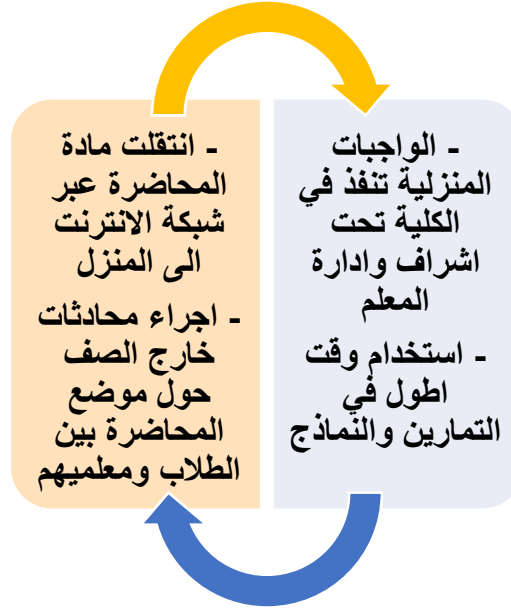 - الواجبات
المنزلية تنفذ في
الكلية تحت
اشراف وادارة
المعلم
- استخدام وقت
اطول في
التمارين والنماذج
- انتقلت مادة
المحاضرة عبر
شبكة الانترنت
الى المنزل
- اجراء محادثات
خارج الصف
حول موضع
المحاضرة بين
الطلاب ومعلميهم